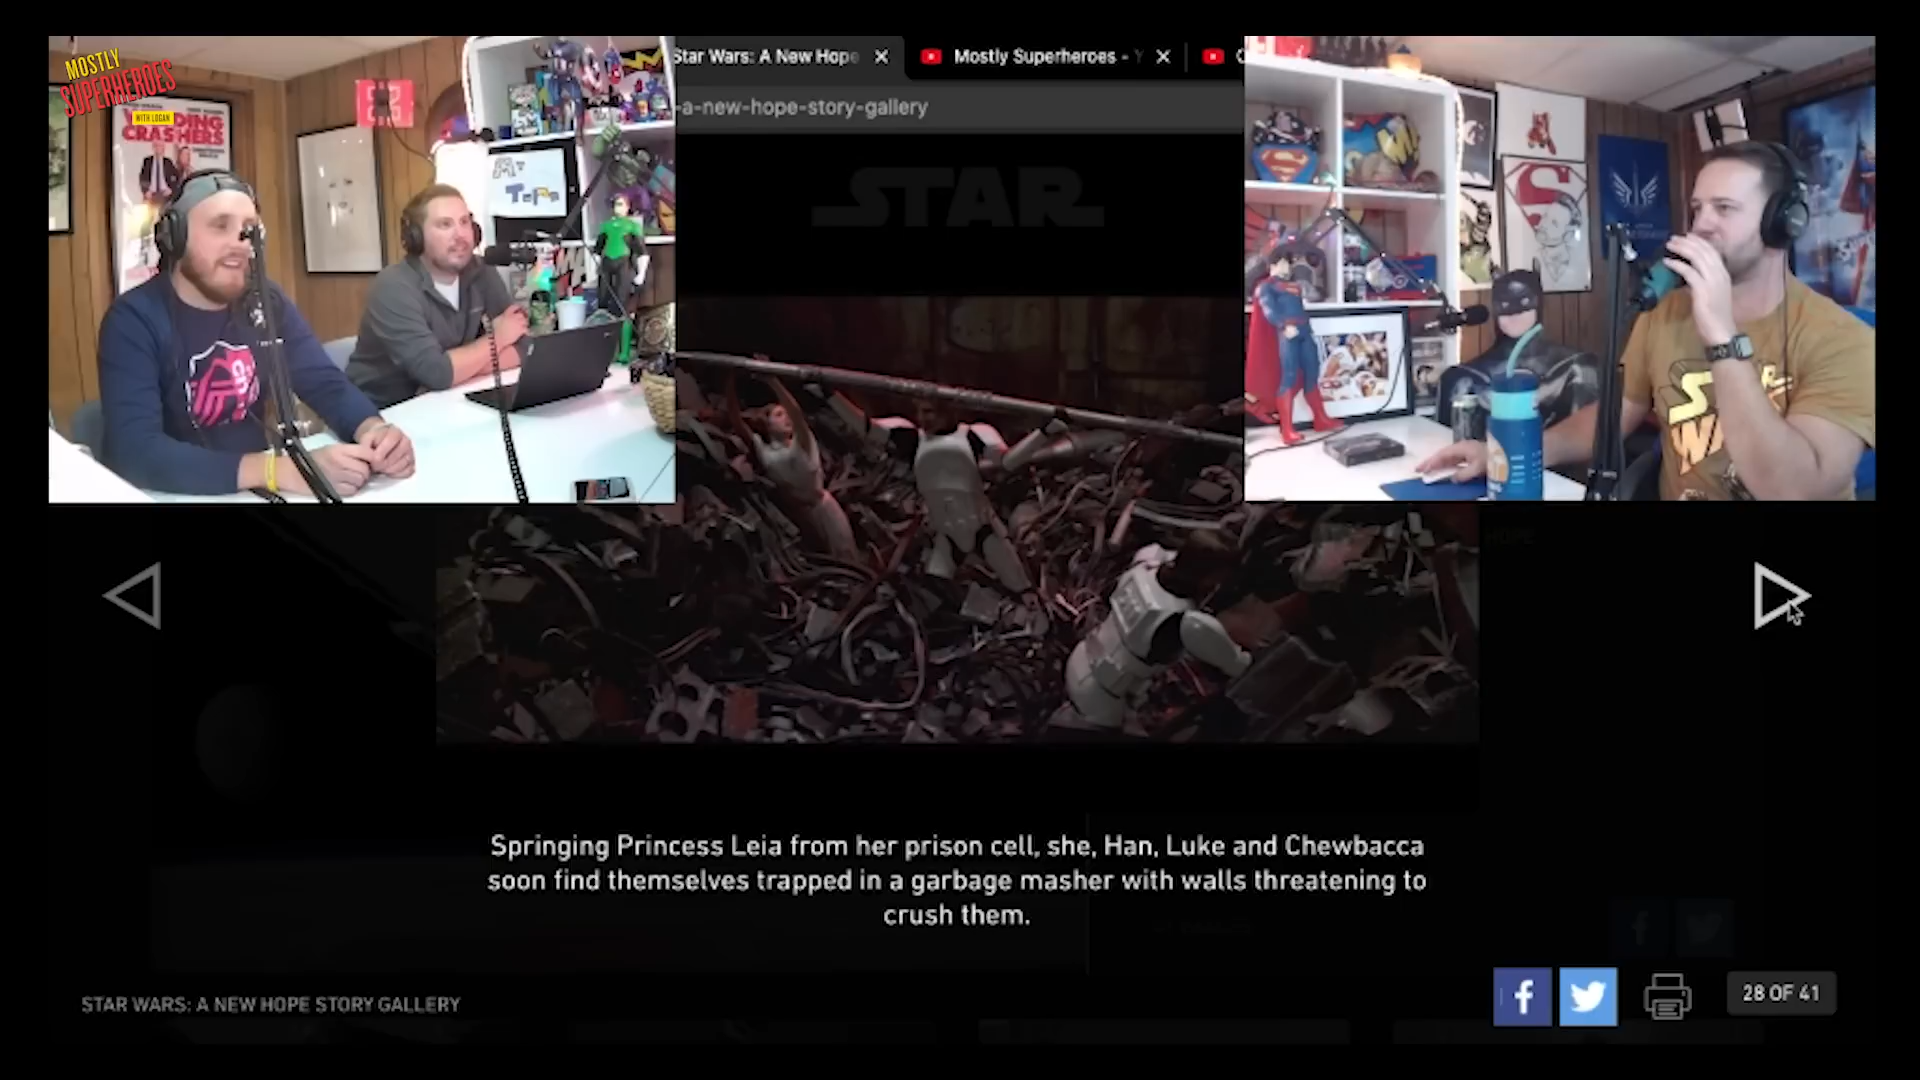 MOSTLY
SUPERHEROES
WITH LOGAN
CRASHERS
Star Wars: A New Hope
Mostly Superheroes -
-a-new-hope-story-gallery
STAR
HOPE
Springing Princess Leia from her prison cell, she, Han, Luke and Chewbacca
soon find themselves trapped in a garbage masher with walls threatening to
crush them.
STAR WARS: A NEW HOPE STORY GALLERY
28 OF 41